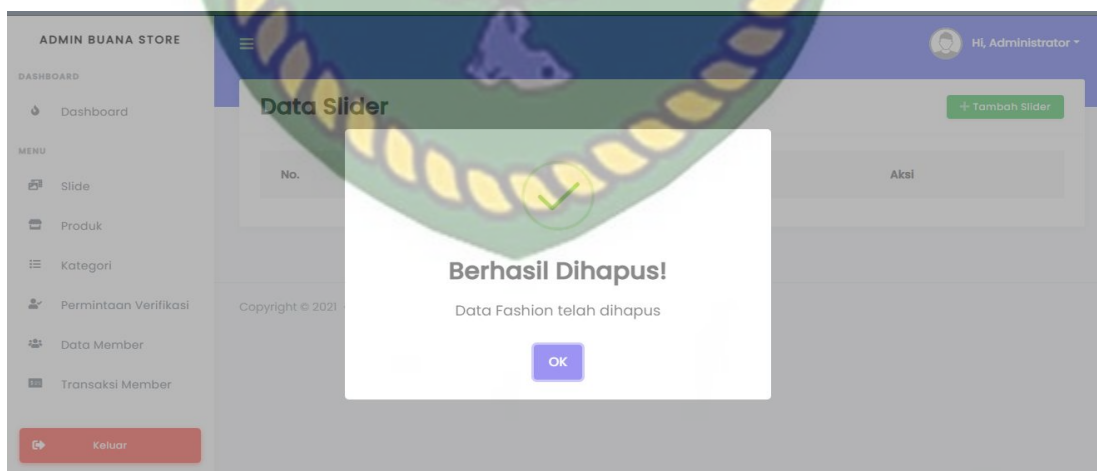 ADMIN BUANA STORE
Hi, Administrator
DASHBOARD
Dashboard
MENU
Slide
Produk
Kategori
Permintaan Verifikasi
Data Member
Transaksi Member
Keluar
Data Slider
+ Tambah Slider
No.
Aksi
Berhasil Dihapus!
Data Fashion telah dihapus
OK
Copyright © 2021